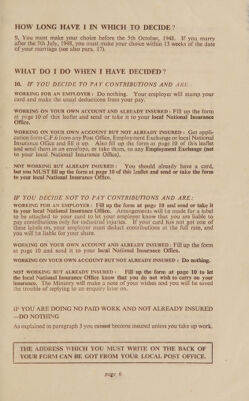 HOW LONG HAVE I IN WHICH TO DECIDE?
9. You must make your choice before the 5th October, 1948. If you marry
after the 5th July, 1948, you must make your choice within 13 weeks of the date
of your marriage (see also para. 17).
WHAT DO I DO WHEN I HAVE DECIDED?
10. IF YOU DECIDE TO PAY CONTRIBUTIONS AND ARE:
WORKING FOR AN EMPLOYER: Do nothing. Your employer will stamp your
card and make the usual deductions from your pay.
WORKING ON YOUR OWN ACCOUNT AND ALREADY INSURED: Fill up the form
at page 10 of this leaflet and send or take it to your local National Insurance
Office.
WORKING ON YOUR OWN ACCOUNT BUT NOT ALREADY INSURED: Get appli-
cation form C.F.6 from any Post Office, Employment Exchange or local National
Insurance Office and fill it up. Also fill up the form at page 10 of this leaflet
and send them in an envelope, or take them, to any Employment Exchange (not
to your local National Insurance Office).
NOT WORKING BUT ALREADY INSURED: You should already have a card,
but you MUST fill up the form at page 10 of this leaflet and send or take the form
to your local National Insurance Office.
IF YOU DECIDE NOT TO PAY CONTRIBUTIONS AND ARE:
WORKING FOR AN EMPLOYER: Fill up the form at page 10 and send or take it
to your local National Insurance Office. Arrangements will be made for a label
to be attached to your card to let your employer know that you are liable to
pay contributions only for industrial injuries. If your card has not got one of
these labels on, your employer must deduct contributions at the full rate, and
you will be liable for your share.
WORKING ON YOUR OWN ACCOUNT AND ALREADY INSURED: Fill up the form
at page 10 and send it to your local National Insurance Office.
WORKING ON YOUR OWN ACCOUNT BUT NOT ALREADY INSURED: Do nothing.
NOT WORKING BUT ALREADY INSURED: Fill up the form at page 10 to let
the local National Insurance Office know that you do not wish to carry on your
insurance. The Ministry will make a note of your wishes and you will be saved
the trouble of replying to an enquiry later on.
IF YOU ARE DOING NO PAID WORK AND NOT ALREADY INSURED
—DO NOTHING
As explained in paragraph 3 you cannot become insured unless you take up work.
THE ADDRESS WHICH YOU MUST WRITE ON THE BACK OF
YOUR FORM CAN BE GOT FROM YOUR LOCAL POST OFFICE.
page 6